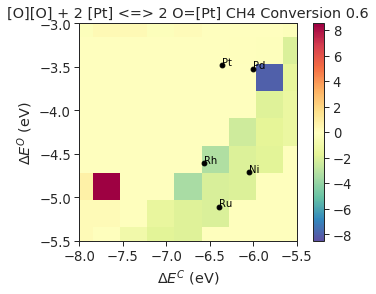 [O][O] + 2 [Pt] <=> 2 O=[Pt] CH4 Conversion 0.6
−3.0
−3.5
−4.0
−4.5
−5.0
−5.5
ΔE^O (eV)
Pt
Pd
Rh
Ni
Ru
−8.0
−7.5
−7.0
−6.5
−6.0
−5.5
ΔE^C (eV)
8
6
4
2
0
−2
−4
−6
−8